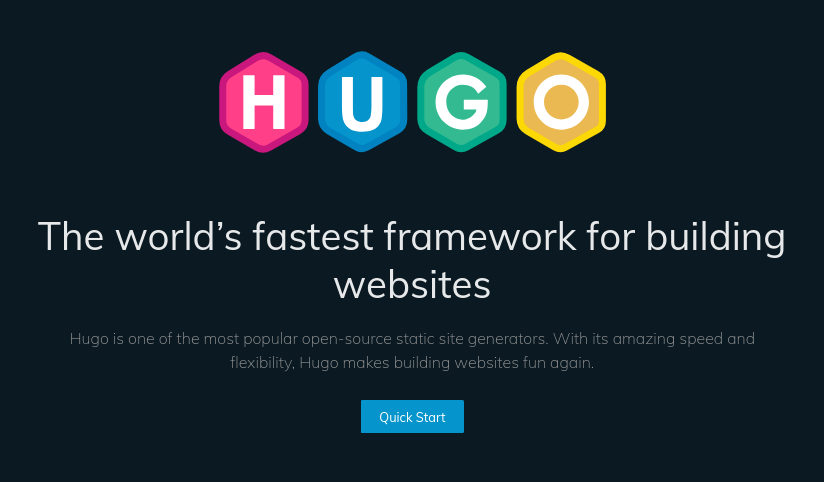 HUGO
The world’s fastest framework for building
websites
Hugo is one of the most popular open-source static site generators. With its amazing speed and
flexibility, Hugo makes building websites fun again.
Quick Start